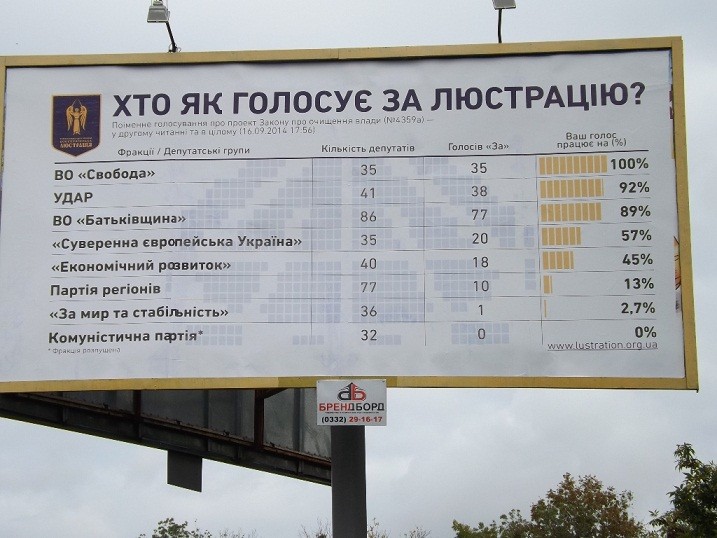 ХТО ЯК ГОЛОСУЄ ЗА ЛЮСТРАЦІЮ?
Поіменне голосування про проект Закону про очищення влади (№4359а) —
у другому читанні та в цілому (16.09.2014 17:56)
ЛЮСТРАЦІЯ
Фракції / Депутатські групи Кількість депутатів Голосів «За» Ваш голос
працює на (%)
ВО «Свобода» 35 35 100%
УДАР 41 38 92%
ВО «Батьківщина» 86 77 89%
«Суверенна європейська Україна» 35 20 57%
«Економічний розвиток» 40 18 45%
Партія регіонів 77 10 13%
«За мир та стабільність» 36 1 2,7%
Комуністична партія* 32 0 0%
* Фракція розпущена
www.lustration.org.ua
БРЕНДБОРД
(0332) 29-16-17